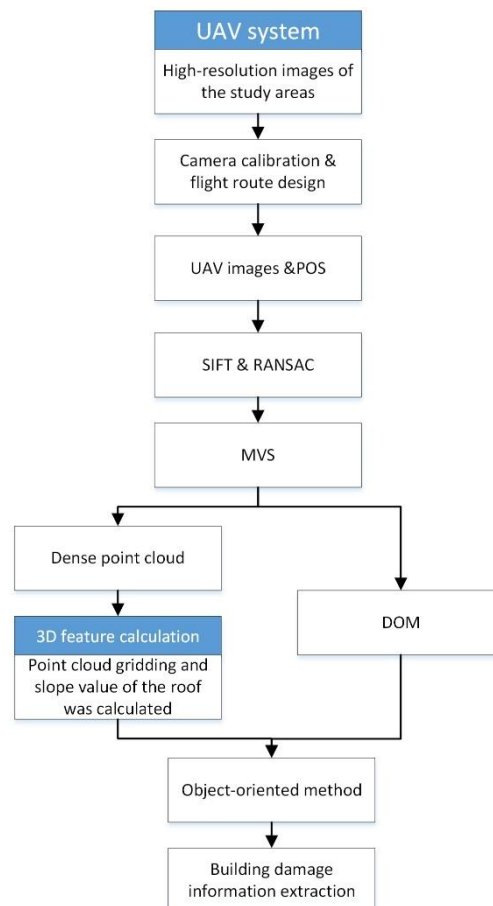 UAV system
High-resolution images of
the study areas
Camera calibration &
flight route design
UAV images &POS
SIFT & RANSAC
MVS
Dense point cloud
3D feature calculation
Point cloud gridding and
slope value of the roof
was calculated
DOM
Object-oriented method
Building damage
information extraction